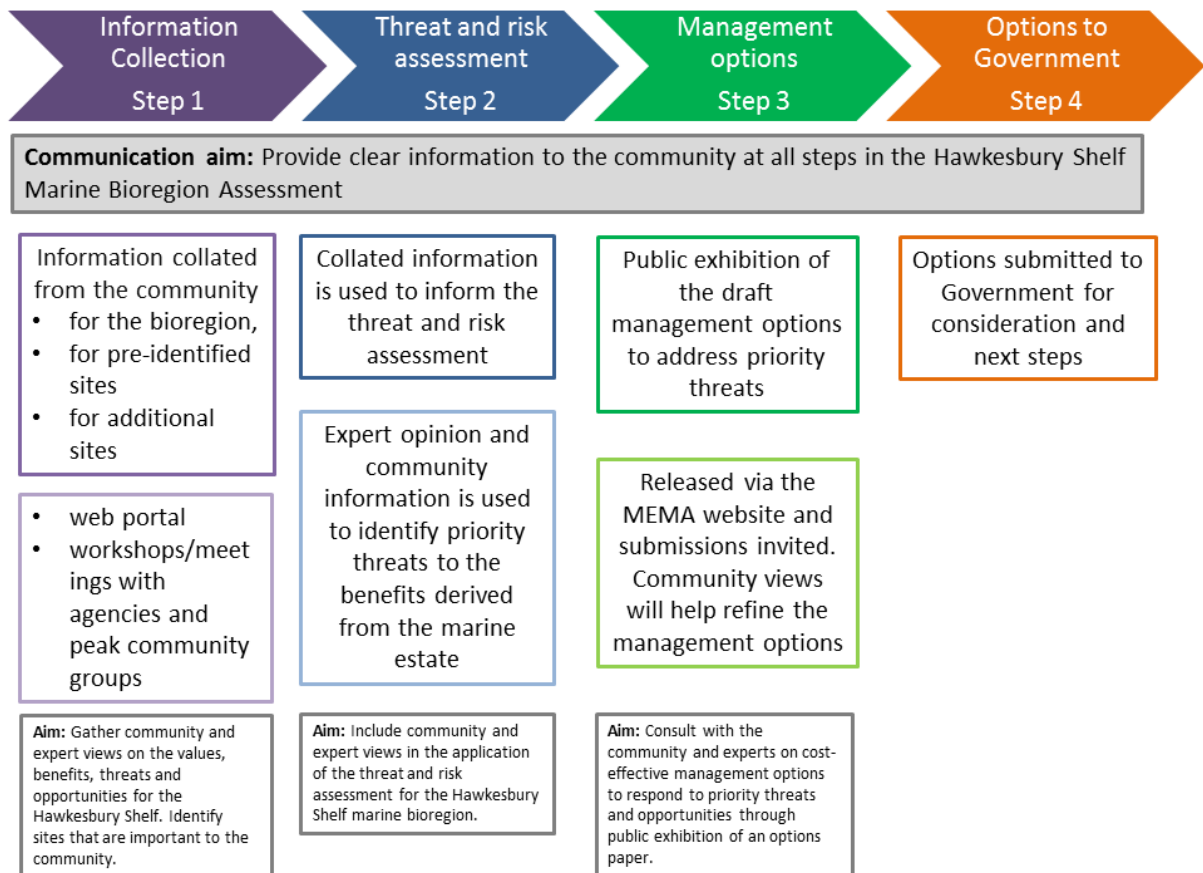 Information
Collection
Step 1
Threat and risk
assessment
Step 2
Management
options
Step 3
Options to
Government
Step 4
Communication aim: Provide clear information to the community at all steps in the Hawkesbury Shelf
Marine Bioregion Assessment
Information collated
from the community
• for the bioregion,
• for pre-identified
sites
• for additional
sites
• web portal
• workshops/meet
ings with
agencies and
peak community
groups
Aim: Gather community and
expert views on the values,
benefits, threats and
opportunities for the
Hawkesbury Shelf. Identify
sites that are important to the
community.
Collated information
is used to inform the
threat and risk
assessment
Expert opinion and
community
information is used
to identify priority
threats to the
benefits derived
from the marine
estate
Aim: Include community and
expert views in the application
of the threat and risk
assessment for the Hawkesbury
Shelf marine bioregion.
Public exhibition of
the draft
management options
to address priority
threats
Released via the
MEMA website and
submissions invited.
Community views
will help refine the
management options
Aim: Consult with the
community and experts on cost-
effective management options
to respond to priority threats
and opportunities through
public exhibition of an options
paper.
Options submitted to
Government for
consideration and
next steps